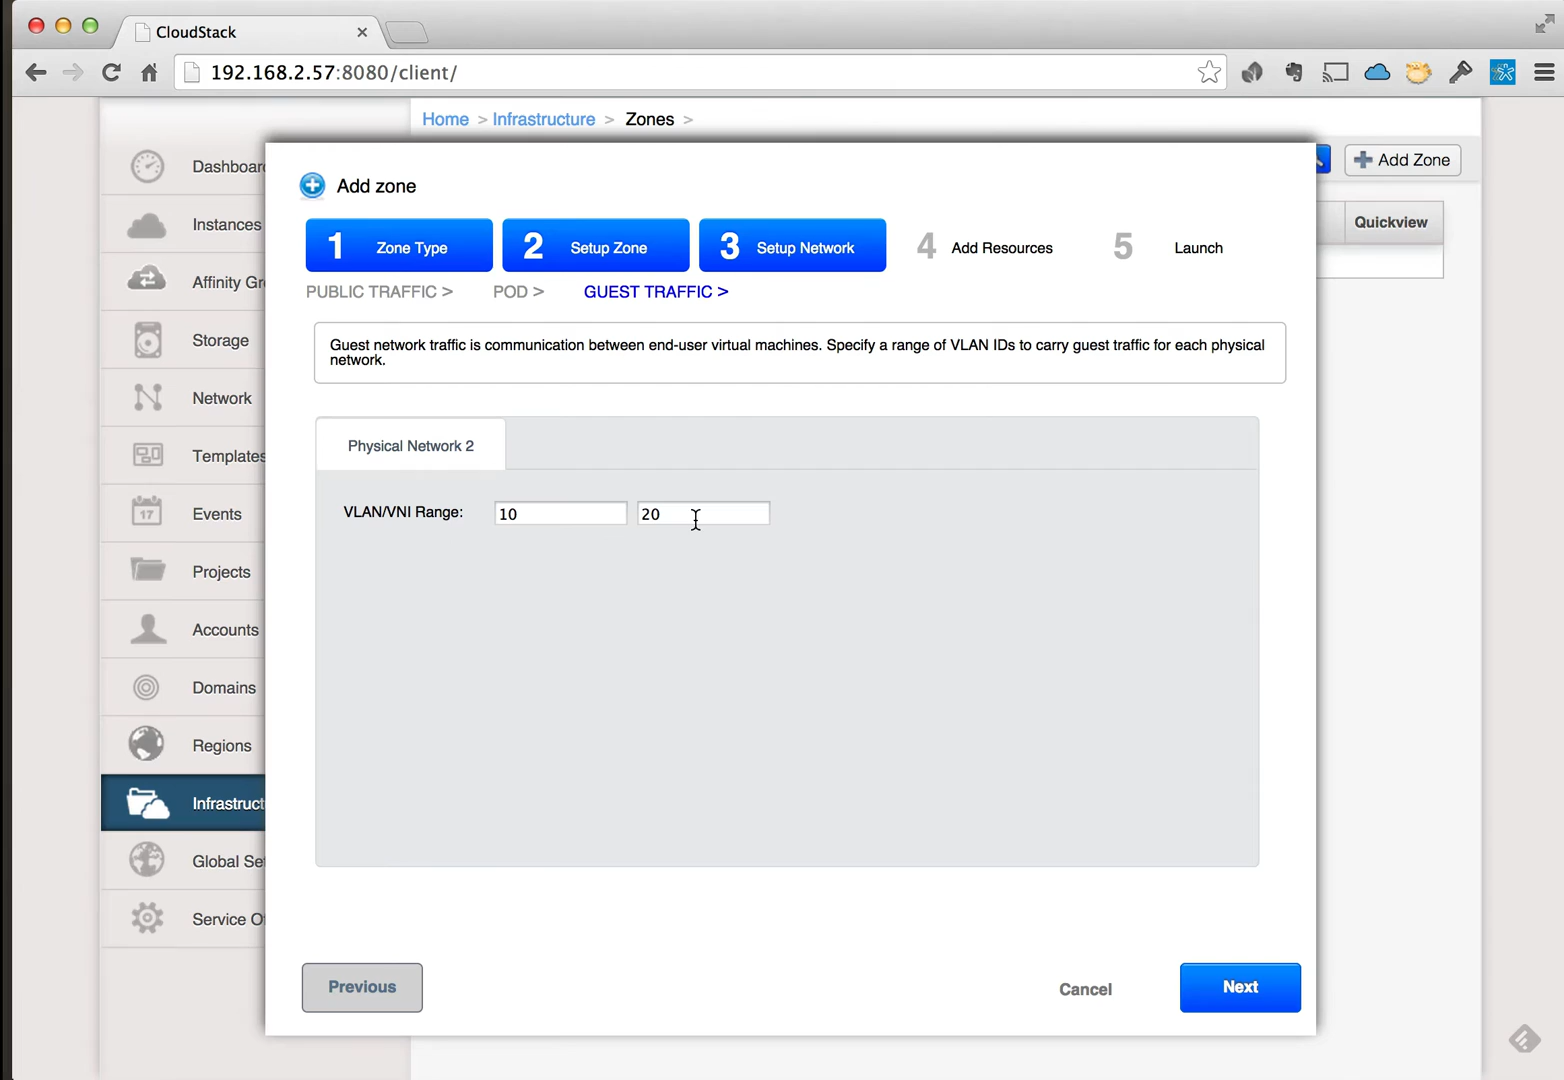 CloudStack
192.168.2.57:8080/client/
Home > Infrastructure > Zones >
Add Zone
Quickview
Dashboar
Instances
Affinity Gr
Storage
Network
Templates
17
Events
Projects
Accounts
Domains
Regions
Infrastruct
Global Set
Service O
Add zone
1 Zone Type
2 Setup Zone
3 Setup Network
4 Add Resources
5 Launch
PUBLIC TRAFFIC > POD > GUEST TRAFFIC >
Guest network traffic is communication between end-user virtual machines. Specify a range of VLAN IDs to carry guest traffic for each physical
network.
Physical Network 2
VLAN/VNI Range: 10 20
Previous
Cancel
Next